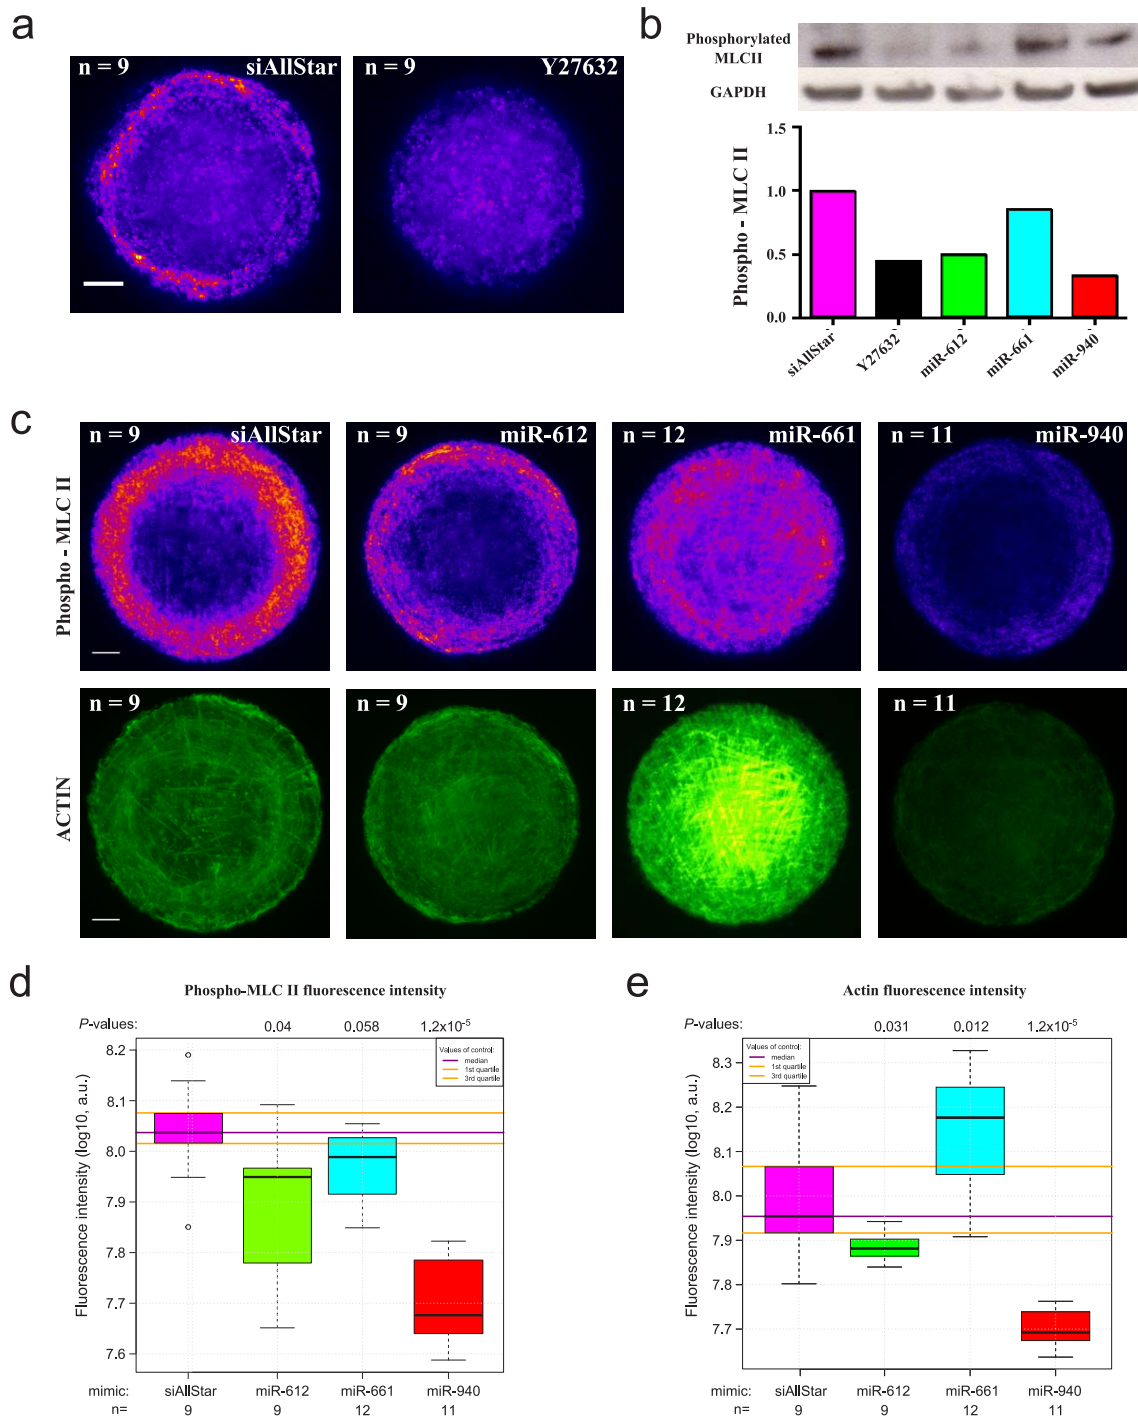 a
n = 9 siAllStar
n = 9 Y27632
b
Phosphorylated
MLCII
GAPDH
Phospho - MLC II
1.5
1.0
0.5
0.0
siAllStar
Y27632
miR-612
miR-661
miR-940
c
Phospho - MLC II
n = 9 siAllStar
n = 9 miR-612
n = 12 miR-661
n = 11 miR-940
ACTIN
n = 9
n = 9
n = 12
n = 11
d
Phospho-MLC II fluorescence intensity
P-values: 0.04 0.058 1.2x10-5
Values of control:
median
1st quartile
3rd quartile
Fluorescence intensity (log10, a.u.)
8.2
8.1
8.0
7.9
7.8
7.7
7.6
mimic: siAllStar miR-612 miR-661 miR-940
n= 9 9 12 11
e
Actin fluorescence intensity
P-values: 0.031 0.012 1.2x10-5
Values of control:
median
1st quartile
3rd quartile
Fluorescence intensity (log10, a.u.)
8.3
8.2
8.1
8.0
7.9
7.8
7.7
mimic: siAllStar miR-612 miR-661 miR-940
n= 9 9 12 11